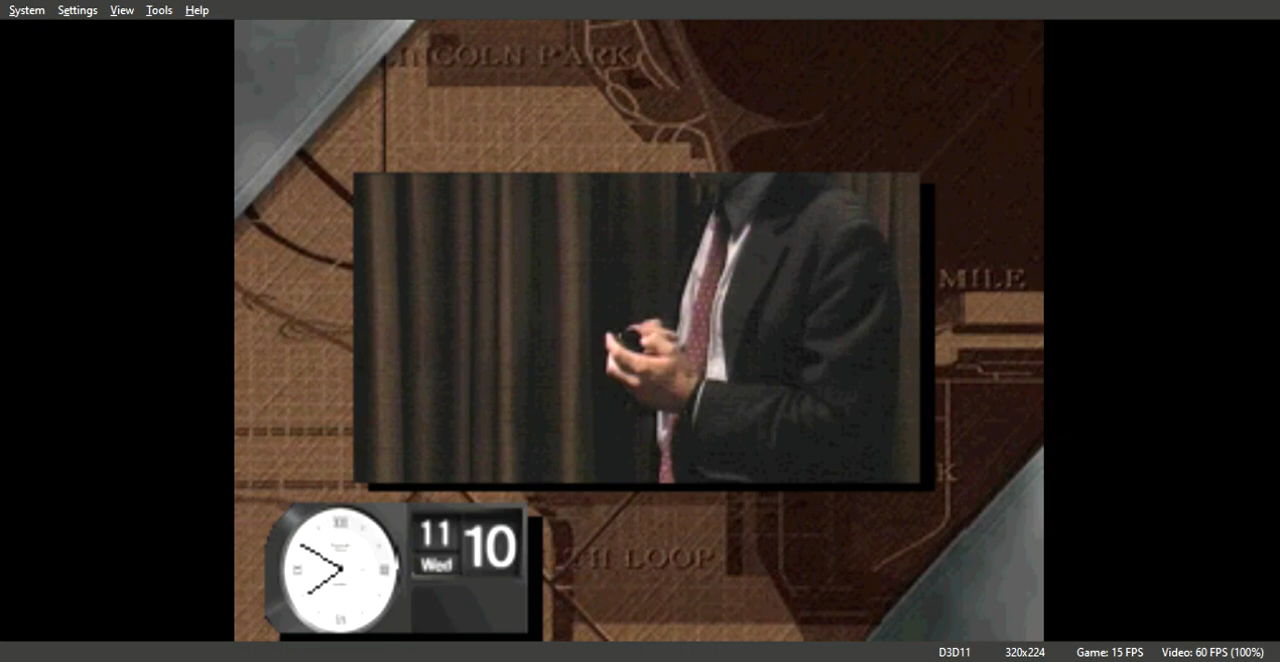 System Settings View Tools Help
LINCOLN PARK
MILE
K
TH LOOP
11 10
Wed
D3D11 320x224 Game: 15 FPS Video: 60 FPS (100%)